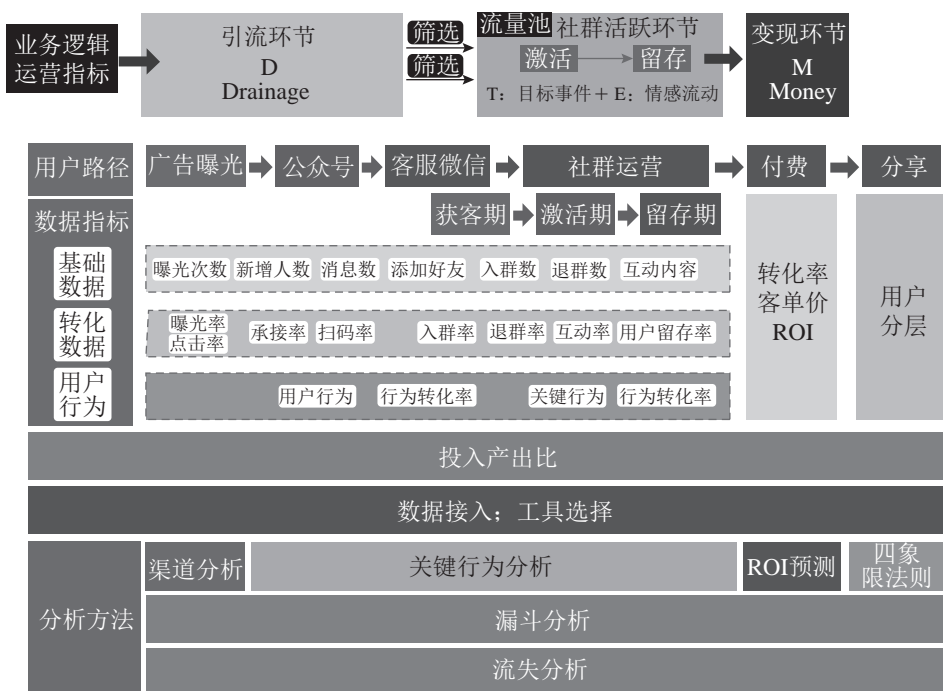 业务逻辑
运营指标
引流环节
D
Drainage
筛选
筛选
流量池 社群活跃环节
激活 留存
T：目标事件＋E：情感流动
变现环节
M
Money
用户路径
广告曝光 公众号 客服微信 社群运营 付费 分享
数据指标
获客期 激活期 留存期
基础
数据
曝光次数 新增人数 消息数 添加好友 入群数 退群数 互动内容
转化
数据
曝光率
点击率
承接率 扫码率 入群率 退群率 互动率 用户留存率
用户
行为
用户行为 行为转化率 关键行为 行为转化率
转化率
客单价
ROI
用户
分层
投入产出比
数据接入；工具选择
分析方法
渠道分析 关键行为分析 ROI预测
四象
限法则
漏斗分析
流失分析